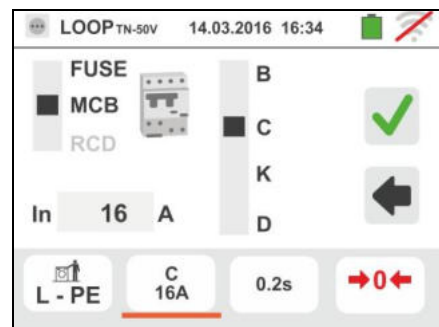 LOOP TN-50V 14.03.2016 16:34
FUSE
MCB
RCD
B
C
K
D
In 16 A
L - PE
C
16A
0.2s
0